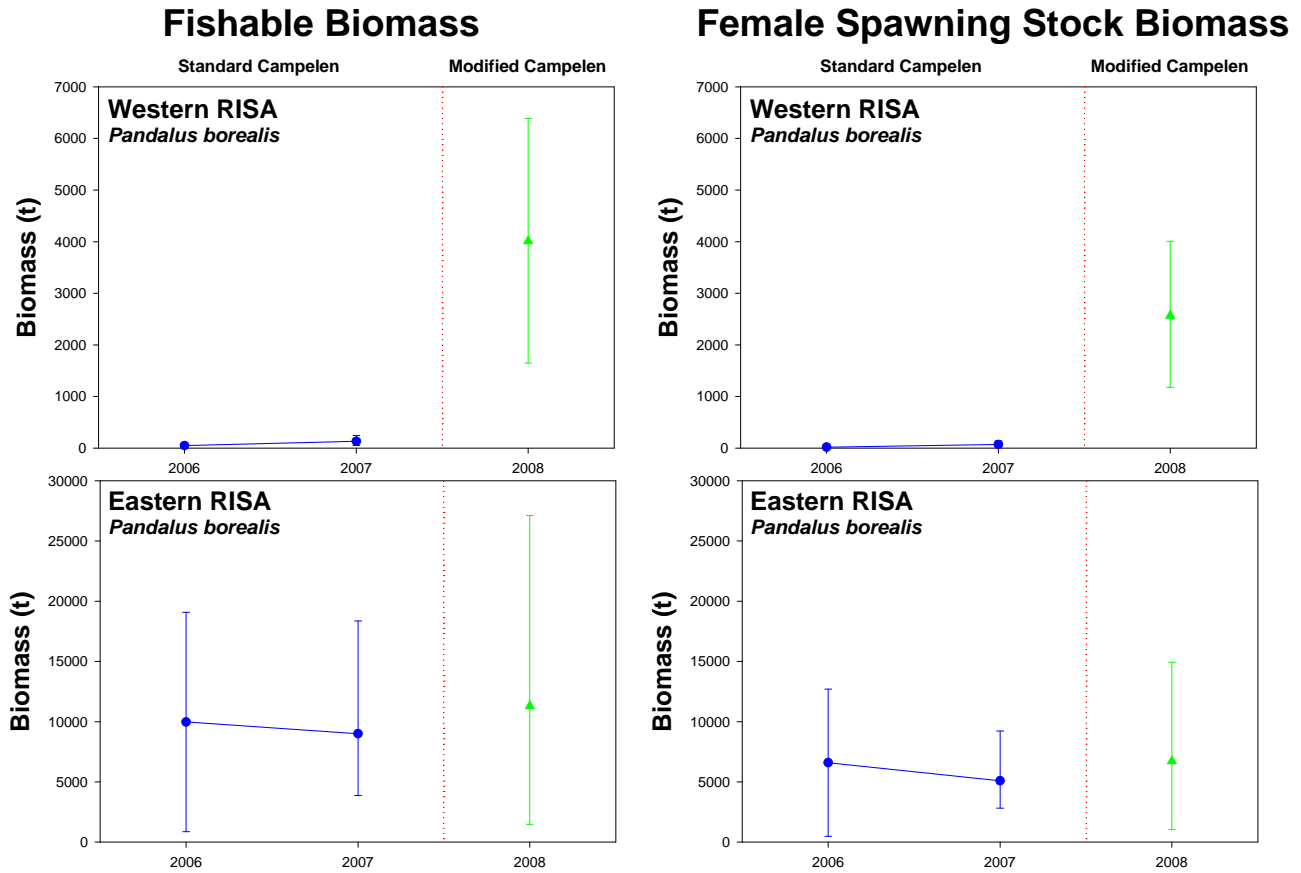 Fishable Biomass
Female Spawning Stock Biomass
Standard Campelen
Modified Campelen
Standard Campelen
Modified Campelen
Western RISA
Pandalus borealis
Biomass (t)
7000
6000
5000
4000
3000
2000
1000
0
2006
2007
2008
Western RISA
Pandalus borealis
Biomass (t)
7000
6000
5000
4000
3000
2000
1000
0
2006
2007
2008
Eastern RISA
Pandalus borealis
Biomass (t)
30000
25000
20000
15000
10000
5000
0
2006
2007
2008
Eastern RISA
Pandalus borealis
Biomass (t)
30000
25000
20000
15000
10000
5000
0
2006
2007
2008